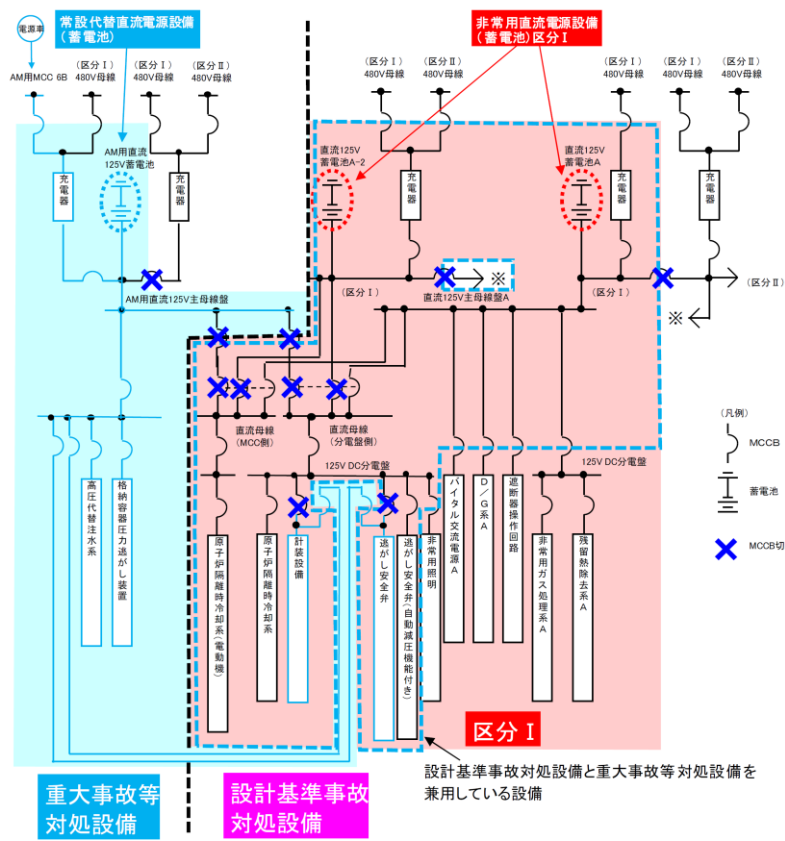 電源車
常設代替直流電源設備
（蓄電池）
非常用直流電源設備
（蓄電池）区分Ⅰ
AM用MCC 6B
（区分Ⅰ）
480V母線
（区分Ⅰ）
480V母線
（区分Ⅱ）
480V母線
（区分Ⅰ）
480V母線
（区分Ⅱ）
480V母線
（区分Ⅰ）
480V母線
（区分Ⅰ）
480V母線
（区分Ⅱ）
480V母線
AM用直流
125V蓄電池
直流125V
蓄電池A-2
直流125V
蓄電池A
充電器
充電器
充電器
充電器
充電器
※
（区分Ⅱ）
（区分Ⅰ）
（区分Ⅰ）
AM用直流125V主母線盤
直流125V主母線盤A
※
直流母線
（MCC側）
直流母線
（分電盤側）
125V DC分電盤
125V DC分電盤
（凡例）
MCCB
蓄電池
MCCB切
高圧代替注水系
格納容器圧力逃がし装置
原子炉隔離時冷却系（電動機）
原子炉隔離時冷却系
計装設備
逃がし安全弁
逃がし安全弁（自動減圧機能付き）
非常用照明
バイタル交流電源A
D／G系A
遮断器操作回路
非常用ガス処理系A
残留熱除去系A
区分Ⅰ
設計基準事故対処設備と重大事故等対処設備を
兼用している設備
重大事故等
対処設備
設計基準事故
対処設備